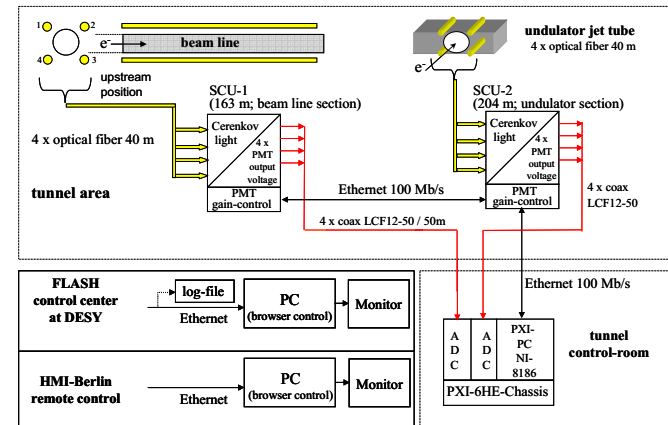 1
2
e-
beam line
4
3
upstream
position
undulator jet tube
4 x optical fiber 40 m
e-
SCU-1
(163 m; beam line section)
SCU-2
(204 m; undulator section)
4 x optical fiber 40 m
Cerenkov
light
4 x
PMT
output
voltage
PMT
gain-control
Cerenkov
light
4 x
PMT
output
voltage
PMT
gain-control
tunnel area
Ethernet 100 Mb/s
4 x coax
LCF12-50
4 x coax LCF12-50 / 50m
Ethernet 100 Mb/s
FLASH
control center
at DESY
log-file
Ethernet
PC
(browser control)
Monitor
HMI-Berlin
remote control
Ethernet
PC
(browser control)
Monitor
A
D
C
A
D
C
PXI-
PC
NI-
8186
PXI-6HE-Chassis
tunnel
control-room